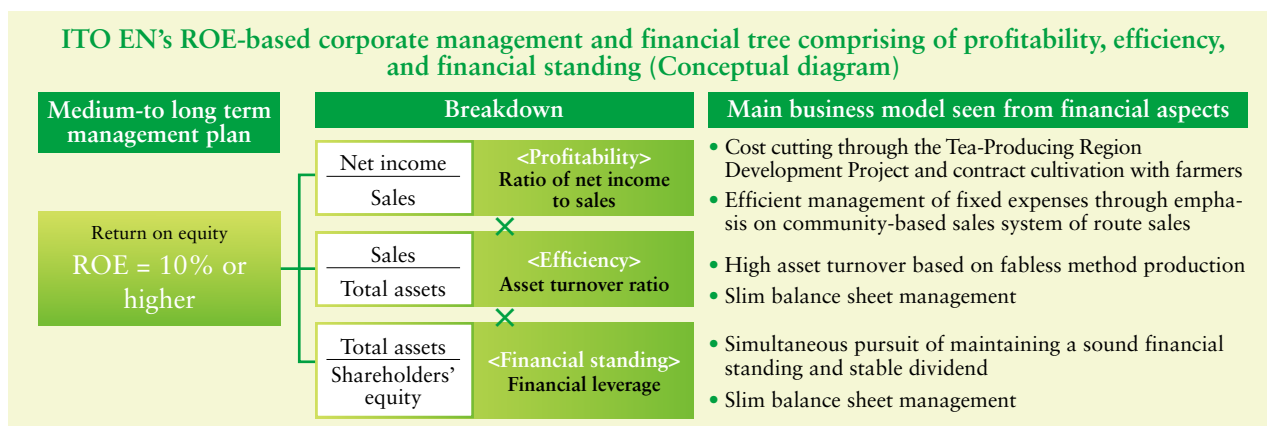 ITO EN's ROE-based corporate management and financial tree comprising of profitability, efficiency,
and financial standing (Conceptual diagram)
Medium-to long term
management plan
Return on equity
ROE = 10% or
higher
Breakdown
Net income
Sales
<Profitability>
Ratio of net income
to sales
×
Sales
Total assets
<Efficiency>
Asset turnover ratio
×
Total assets
Shareholders'
equity
<Financial standing>
Financial leverage
Main business model seen from financial aspects
• Cost cutting through the Tea-Producing Region
Development Project and contract cultivation with farmers
• Efficient management of fixed expenses through empha-
sis on community-based sales system of route sales
• High asset turnover based on fabless method production
• Slim balance sheet management
• Simultaneous pursuit of maintaining a sound financial
standing and stable dividend
• Slim balance sheet management